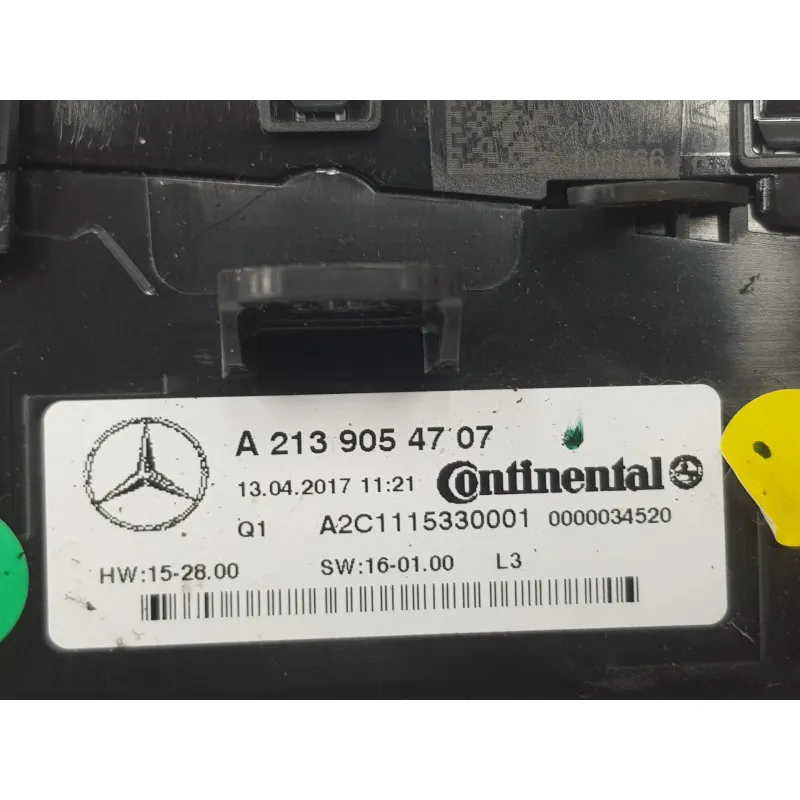 A 213 905 47 07
13.04.2017 11:21 Continental
Q1 A2C1115330001 0000034520
HW:15-28.00 SW:16-01.00 L3